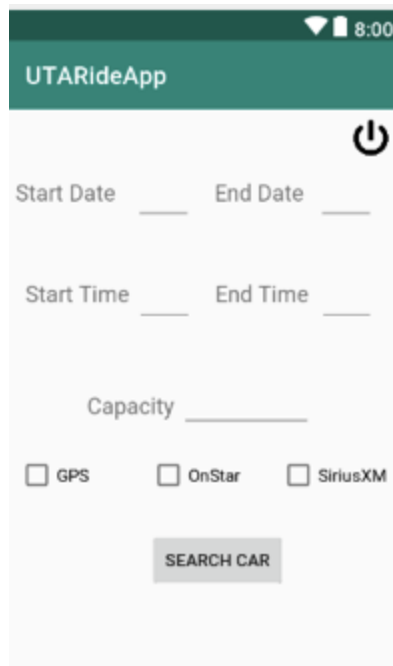 8:00
UTARideApp
Start Date End Date
Start Time End Time
Capacity
GPS OnStar SiriusXM
SEARCH CAR